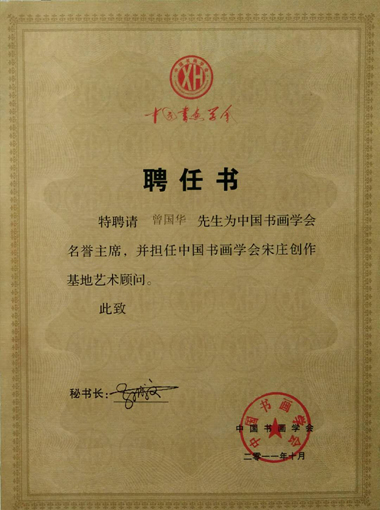 XH
中国书画学会
聘任书
特聘请 曾国华 先生为中国书画学会
名誉主席，并担任中国书画学会宋庄创作
基地艺术顾问。
此致
秘书长：
中国书画学会
中国书画学会
二零一一年十月